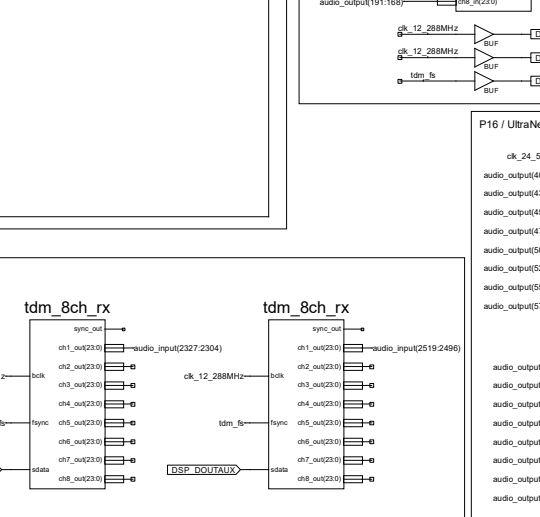 audio_output(191:168)
ch8_in(23:0)
clk_12_288MHz
BUF
clk_12_288MHz
BUF
tdm_fs
BUF
P16 / UltraNe
clk_24_5
audio_output(4
audio_output(4
audio_output(4
audio_output(4
audio_output(5
audio_output(5
audio_output(5
audio_output(5
audio_output
audio_output
audio_output
audio_output
audio_output
audio_output
audio_output
audio_output
tdm_8ch_rx
sync_out
ch1_out(23:0)
audio_input(2327:2304)
ch2_out(23:0)
z
bclk
ch3_out(23:0)
ch4_out(23:0)
fs
fsync
ch5_out(23:0)
ch6_out(23:0)
ch7_out(23:0)
sdata
ch8_out(23:0)
tdm_8ch_rx
sync_out
ch1_out(23:0)
audio_input(2519:2496)
ch2_out(23:0)
clk_12_288MHz
bclk
ch3_out(23:0)
ch4_out(23:0)
tdm_fs
fsync
ch5_out(23:0)
ch6_out(23:0)
ch7_out(23:0)
DSP_DOUTAUX
sdata
ch8_out(23:0)